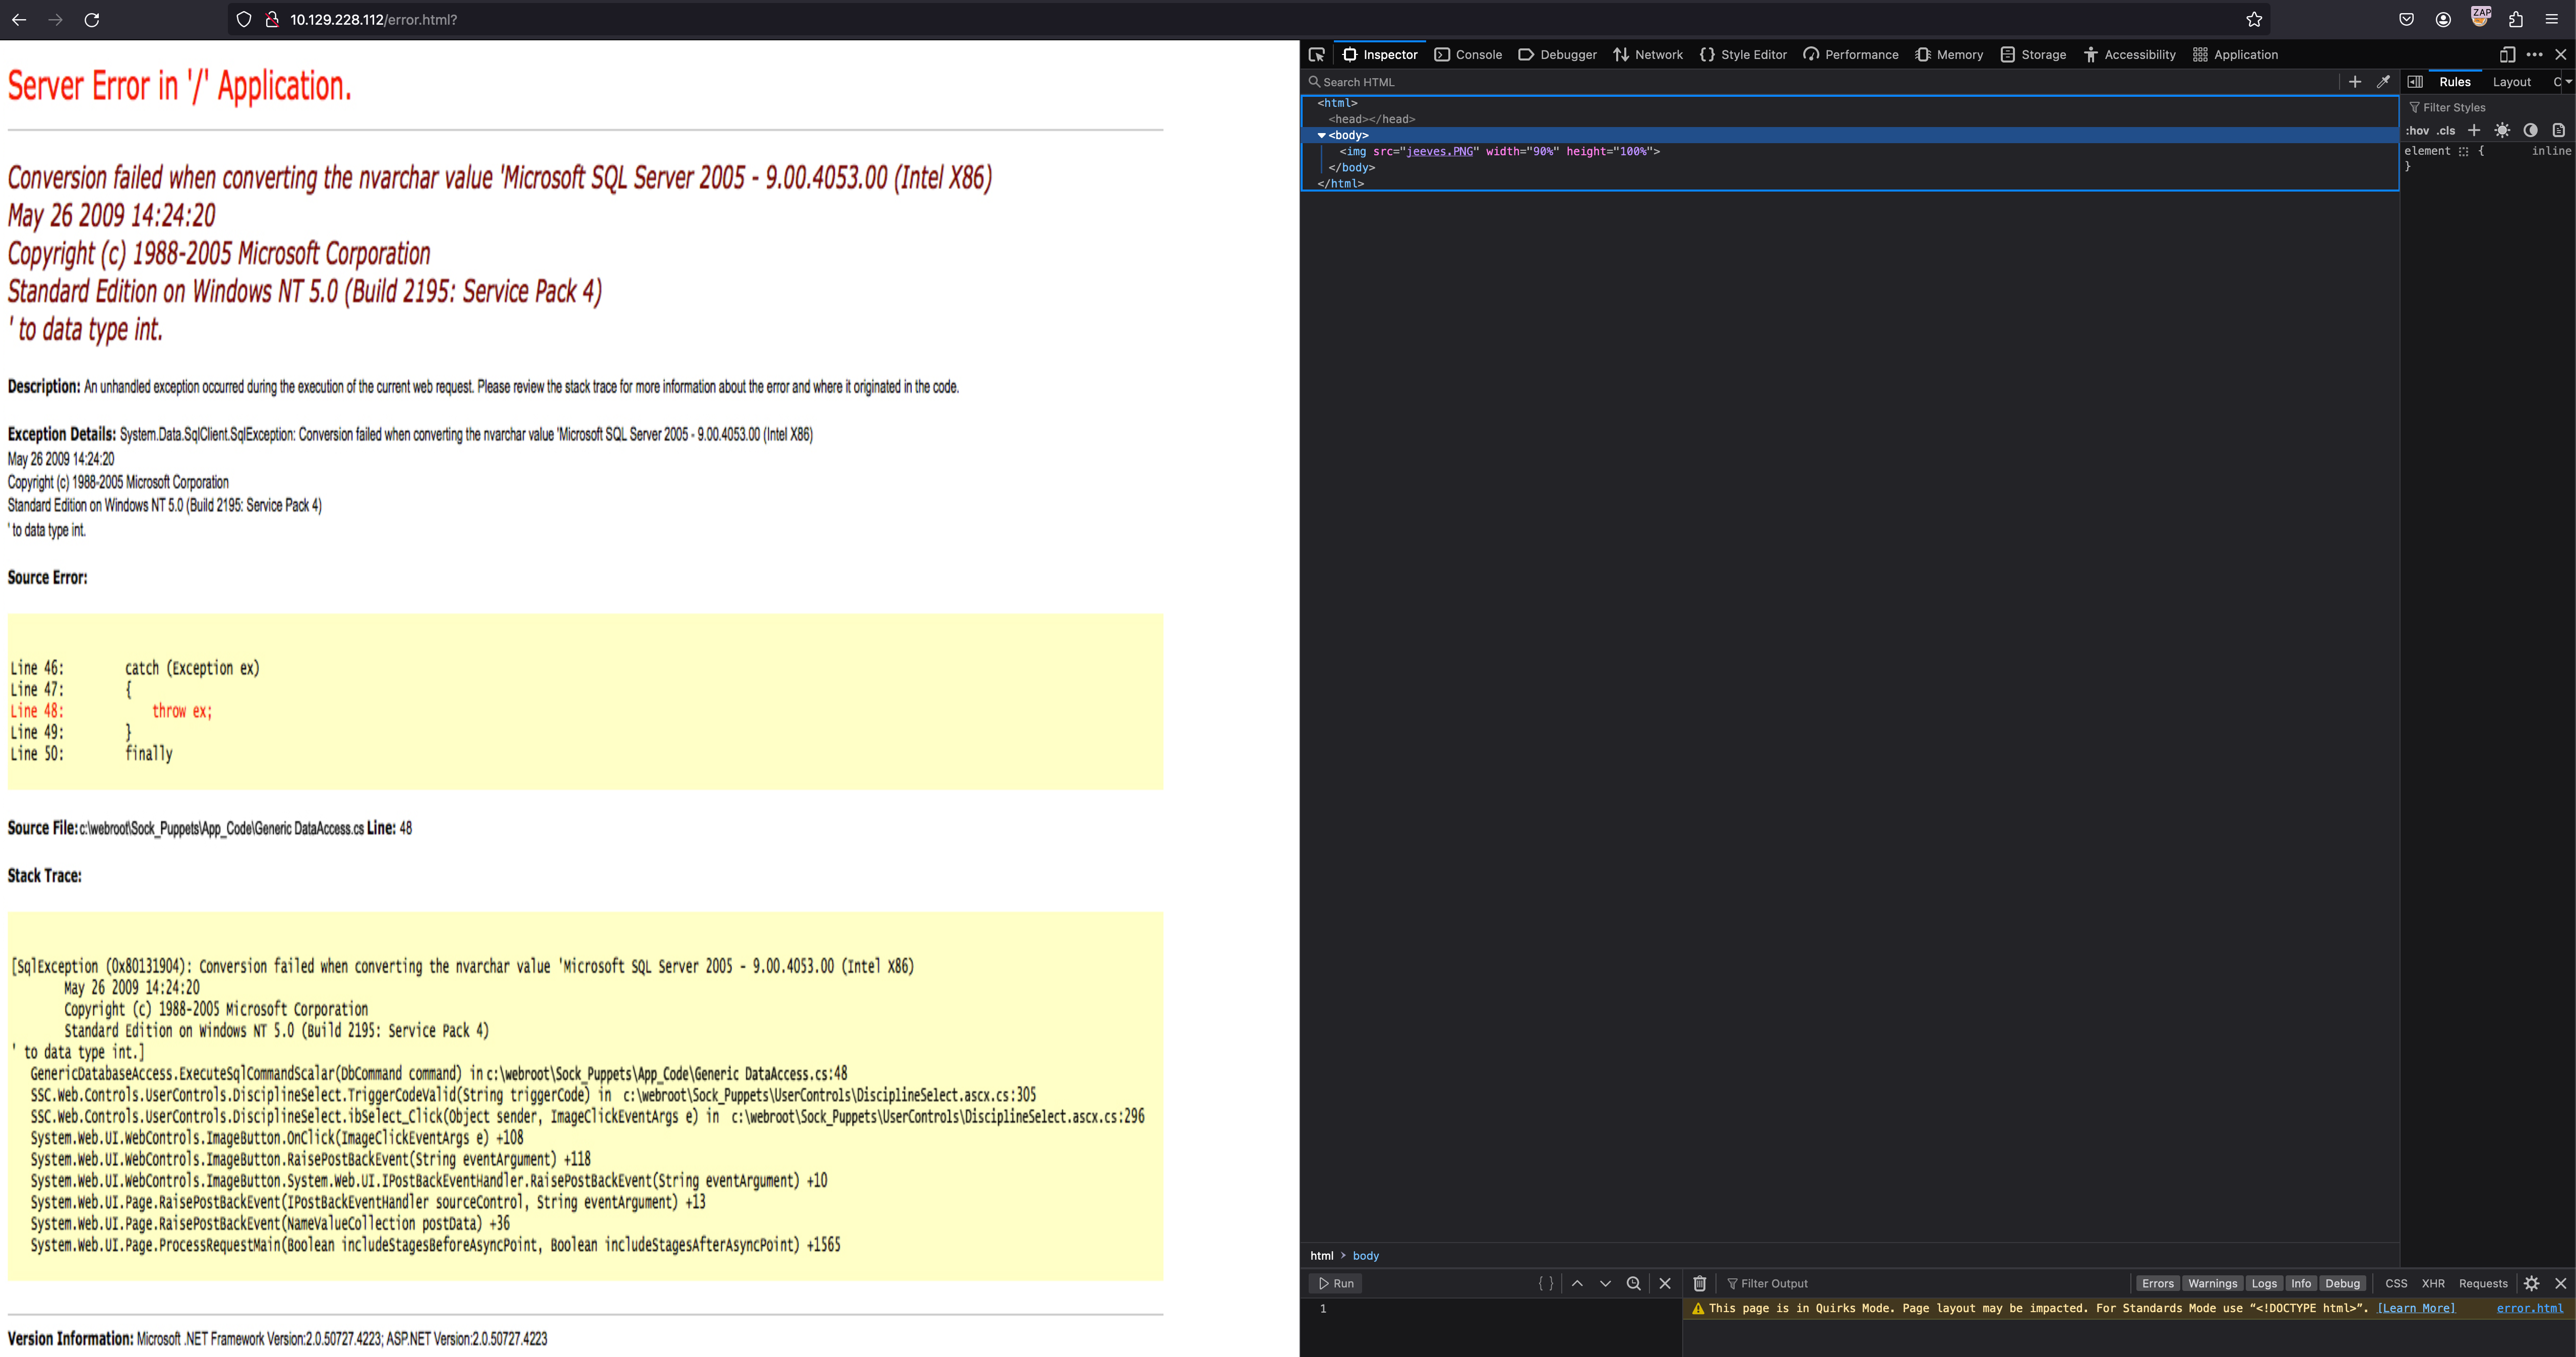 10.129.228.112/error.html?
ZAP
Server Error in '/' Application.
Conversion failed when converting the nvarchar value 'Microsoft SQL Server 2005 - 9.00.4053.00 (Intel X86)
May 26 2009 14:24:20
Copyright (c) 1988-2005 Microsoft Corporation
Standard Edition on Windows NT 5.0 (Build 2195: Service Pack 4)
' to data type int.
Description: An unhandled exception occurred during the execution of the current web request. Please review the stack trace for more information about the error and where it originated in the code.
Exception Details: System.Data.SqlClient.SqlException: Conversion failed when converting the nvarchar value 'Microsoft SQL Server 2005 - 9.00.4053.00 (Intel X86)
May 26 2009 14:24:20
Copyright (c) 1988-2005 Microsoft Corporation
Standard Edition on Windows NT 5.0 (Build 2195: Service Pack 4)
' to data type int.
Source Error:
Line 46: catch (Exception ex)
Line 47: {
Line 48: throw ex;
Line 49: }
Line 50: finally
Source File: c:\webroot\Sock_Puppets\App_Code\Generic DataAccess.cs Line: 48
Stack Trace:
[SqlException (0x80131904): Conversion failed when converting the nvarchar value 'Microsoft SQL Server 2005 - 9.00.4053.00 (Intel X86)
May 26 2009 14:24:20
Copyright (c) 1988-2005 Microsoft Corporation
Standard Edition on Windows NT 5.0 (Build 2195: Service Pack 4)
' to data type int.]
GenericDatabaseAccess.ExecuteSqlCommandScalar(DbCommand command) in c:\webroot\Sock_Puppets\App_Code\Generic DataAccess.cs:48
SSC.Web.Controls.UserControls.DisciplineSelect.TriggerCodeValid(String triggerCode) in c:\webroot\Sock_Puppets\UserControls\DisciplineSelect.ascx.cs:305
SSC.Web.Controls.UserControls.DisciplineSelect.ibSelect_Click(Object sender, ImageClickEventArgs e) in c:\webroot\Sock_Puppets\UserControls\DisciplineSelect.ascx.cs:296
System.Web.UI.WebControls.ImageButton.OnClick(ImageClickEventArgs e) +108
System.Web.UI.WebControls.ImageButton.RaisePostBackEvent(String eventArgument) +118
System.Web.UI.WebControls.ImageButton.System.Web.UI.IPostBackEventHandler.RaisePostBackEvent(String eventArgument) +10
System.Web.UI.Page.RaisePostBackEvent(IPostBackEventHandler sourceControl, String eventArgument) +13
System.Web.UI.Page.RaisePostBackEvent(NameValueCollection postData) +36
System.Web.UI.Page.ProcessRequestMain(Boolean includeStagesBeforeAsyncPoint, Boolean includeStagesAfterAsyncPoint) +1565
Version Information: Microsoft .NET Framework Version:2.0.50727.4223; ASP.NET Version:2.0.50727.4223
Inspector Console Debugger Network Style Editor Performance Memory Storage Accessibility Application
Search HTML
<html>
<head></head>
<body>
<img src="jeeves.PNG" width="90%" height="100%">
</body>
</html>
Rules Layout C
Filter Styles
:hov .cls
element { inline
}
html body
Run
1
Filter Output Errors Warnings Logs Info Debug CSS XHR Requests
This page is in Quirks Mode. Page layout may be impacted. For Standards Mode use “<!DOCTYPE html>”. [Learn More] error.html